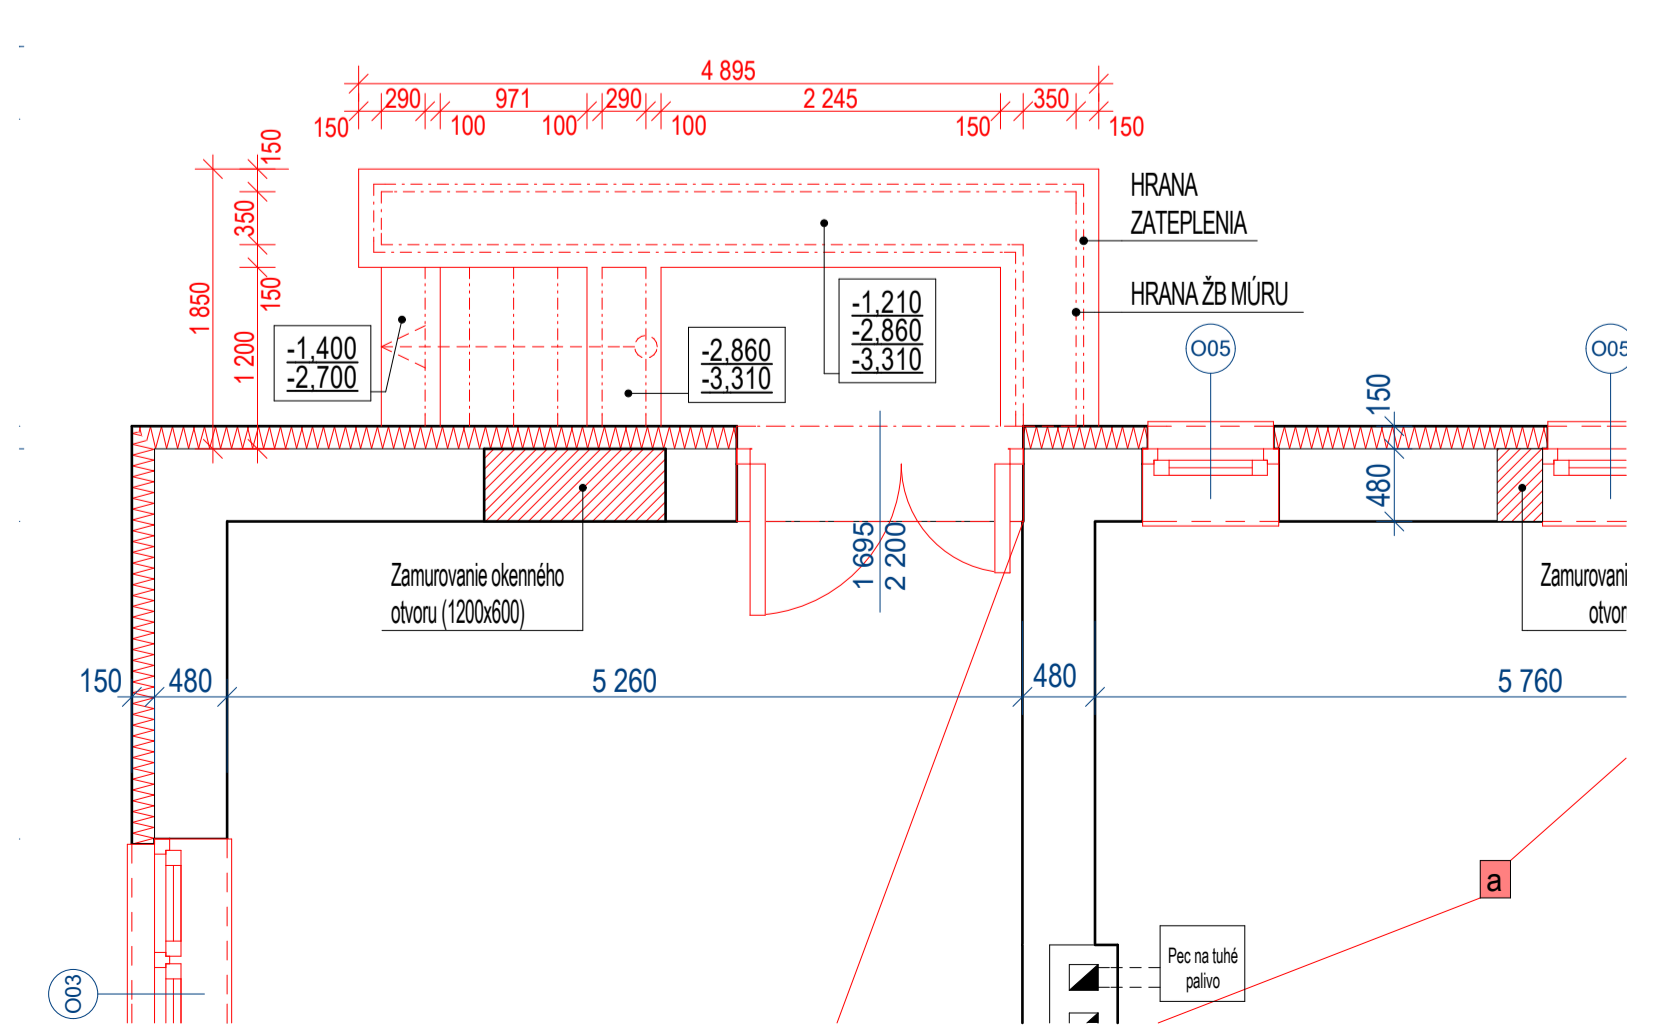 4 895
290 971 290 2 245 350
150 100 100 100 150 150
150
350
150
1 850
1 200
HRANA
ZATEPLENIA
HRANA ŽB MÚRU
-1,210
-2,860
-3,310
-1,400
-2,700
-2,860
-3,310
O05
O05
150
480
1 695
2 200
Zamurovanie okenného
otvoru (1200x600)
Zamurovani
otvor
150 480 5 260 480 5 760
a
Pec na tuhé
palivo
O03